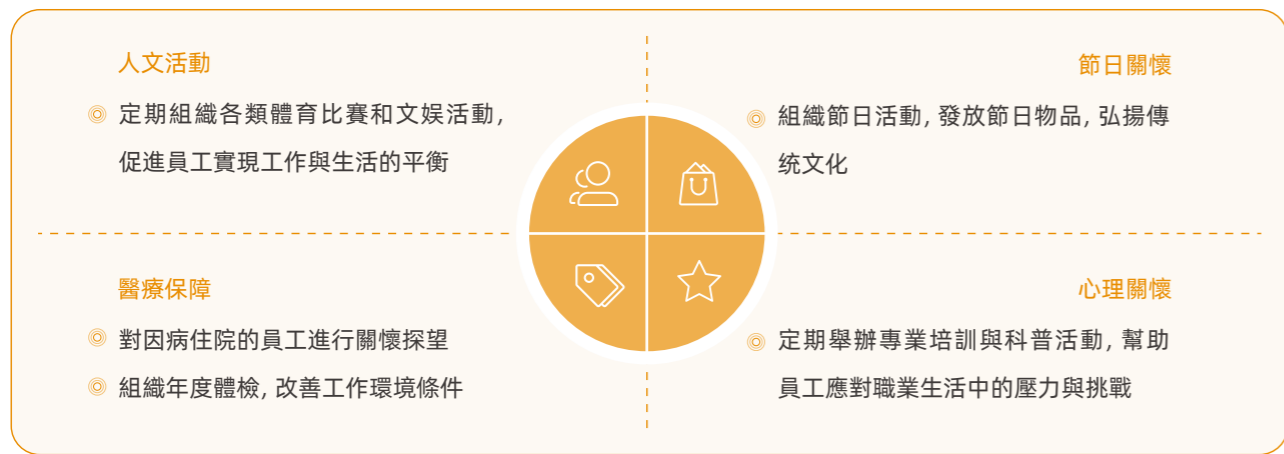 人文活動
定期組織各類體育比賽和文娱活動,
促進員工實現工作與生活的平衡
節日關懷
組織節日活動, 發放節日物品, 弘揚傳
统文化
醫療保障
對因病住院的員工進行關懷探望
組織年度體檢, 改善工作環境條件
心理關懷
定期舉辦專業培訓與科普活動, 幫助
員工應對職業生活中的壓力與挑戰